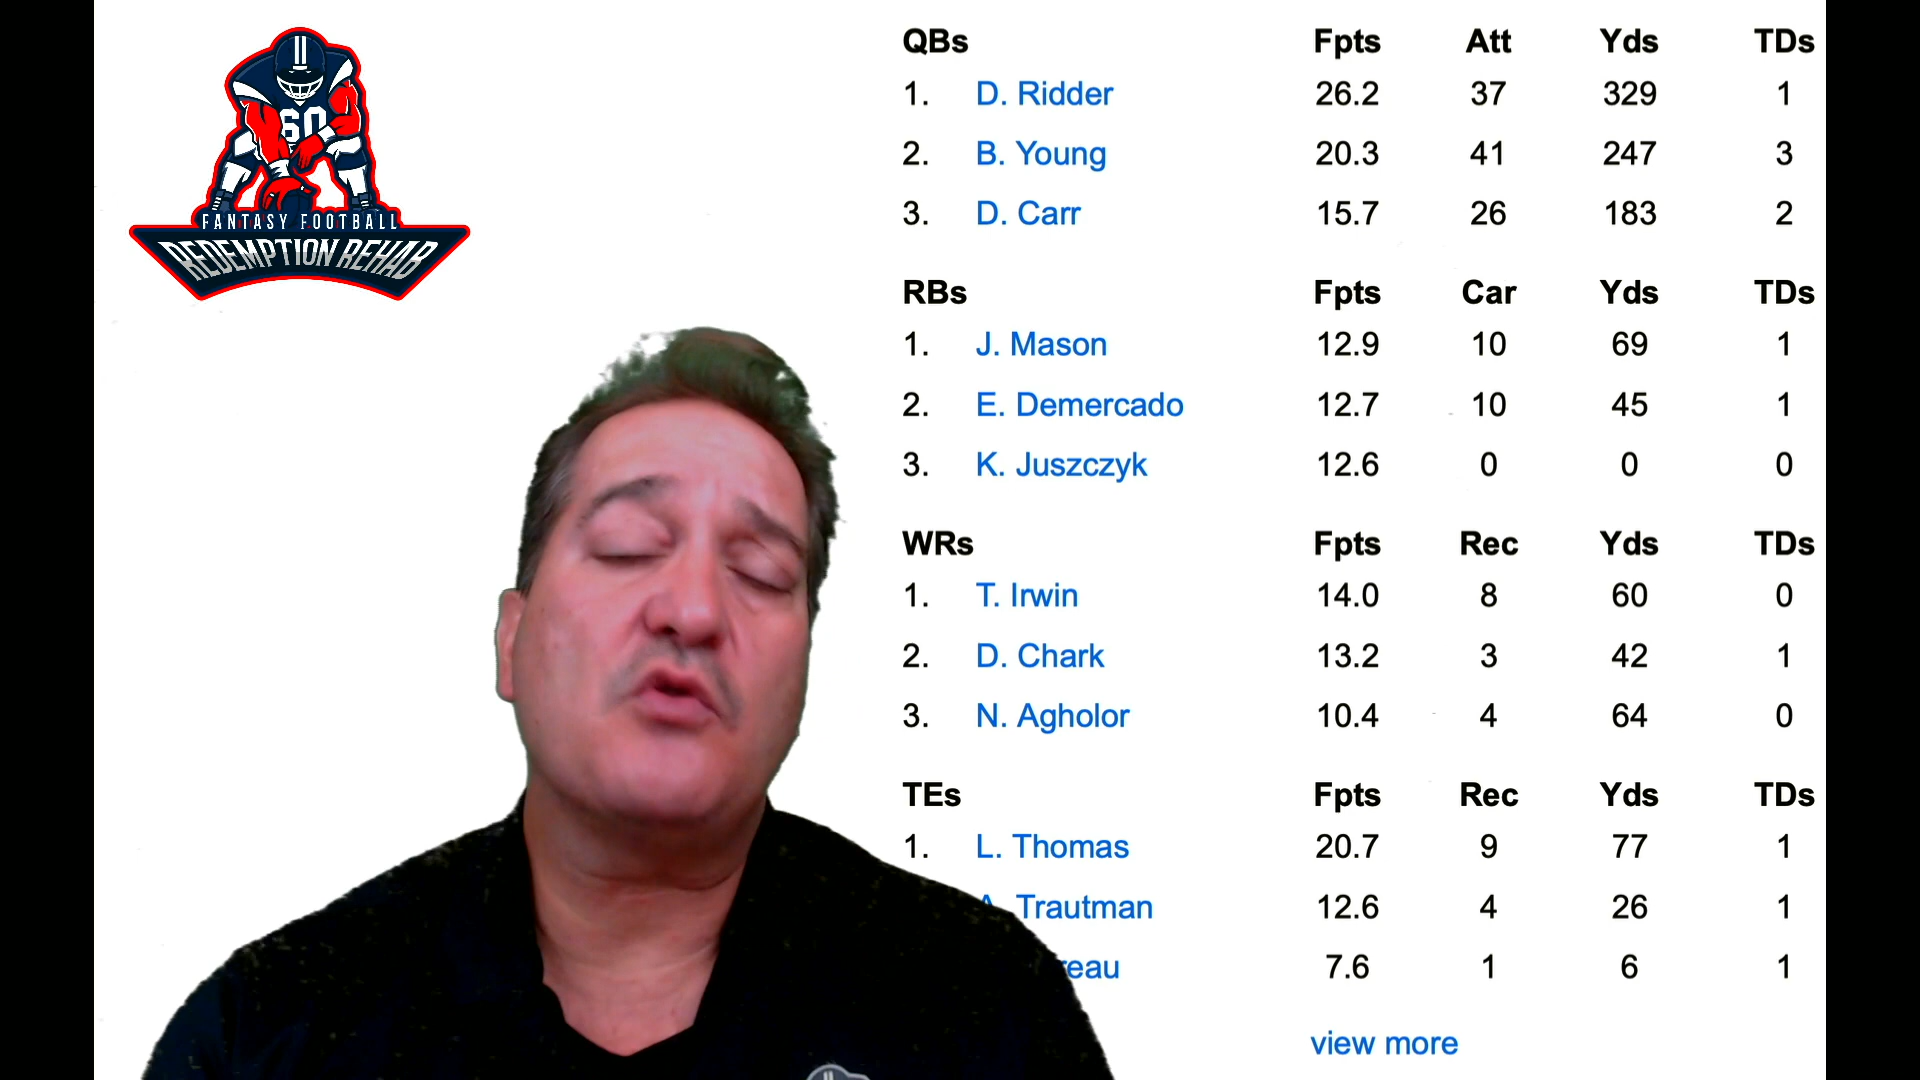 60
FANTASY FOOTBALL
REDEMPTION REHAB
QBs Fpts Att Yds TDs
1. D. Ridder 26.2 37 329 1
2. B. Young 20.3 41 247 3
3. D. Carr 15.7 26 183 2
RBs Fpts Car Yds TDs
1. J. Mason 12.9 10 69 1
2. E. Demercado 12.7 10 45 1
3. K. Juszczyk 12.6 0 0 0
WRs Fpts Rec Yds TDs
1. T. Irwin 14.0 8 60 0
2. D. Chark 13.2 3 42 1
3. N. Agholor 10.4 4 64 0
TEs Fpts Rec Yds TDs
1. L. Thomas 20.7 9 77 1
Trautman 12.6 4 26 1
7.6 1 6 1
view more